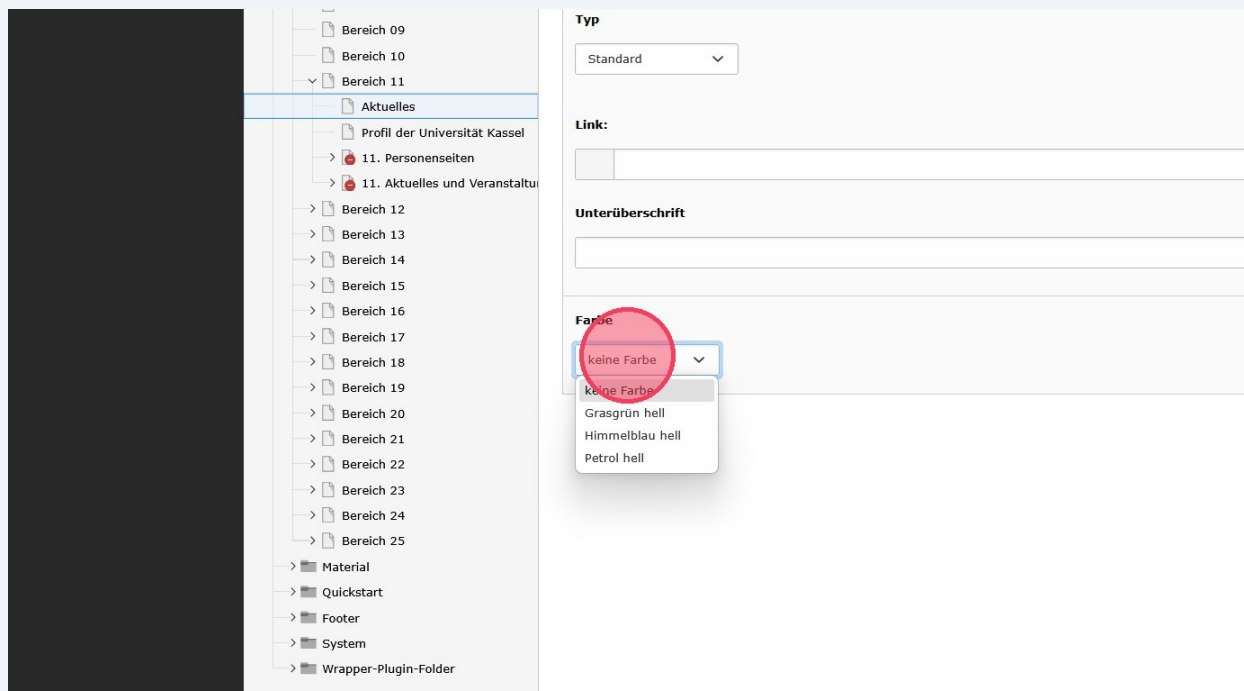 Bereich 09
Bereich 10
Bereich 11
Aktuelles
Profil der Universität Kassel
11. Personenseiten
11. Aktuelles und Veranstaltu
Bereich 12
Bereich 13
Bereich 14
Bereich 15
Bereich 16
Bereich 17
Bereich 18
Bereich 19
Bereich 20
Bereich 21
Bereich 22
Bereich 23
Bereich 24
Bereich 25
Material
Quickstart
Footer
System
Wrapper-Plugin-Folder
Typ
Standard
Link:
Unterüberschrift
Farbe
keine Farbe
keine Farbe
Grasgrün hell
Himmelblau hell
Petrol hell